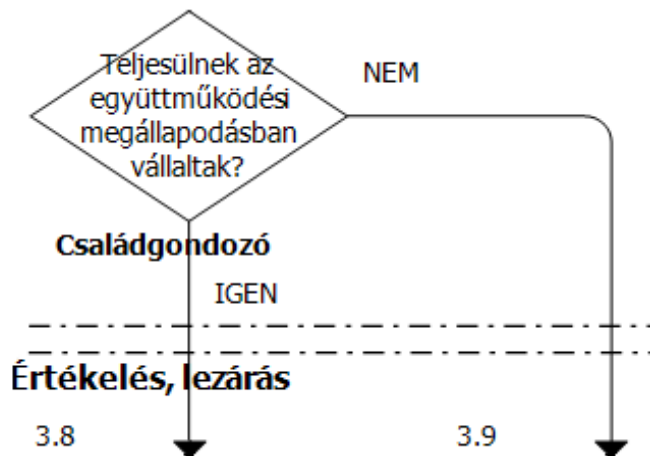 Teljesülnek az
NEM
együttműködési
megállapodásban
vállaltak?
Családgondozó
IGEN
Értékelés, lezárás
3.8
3.9